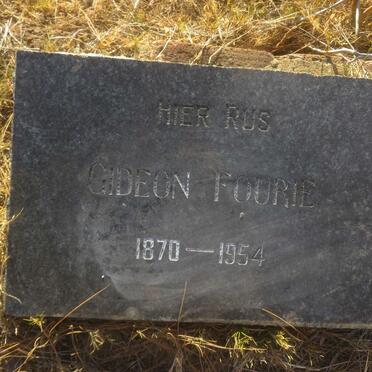 HIER RUS
GIDEON FOURIE
1870 — 1954